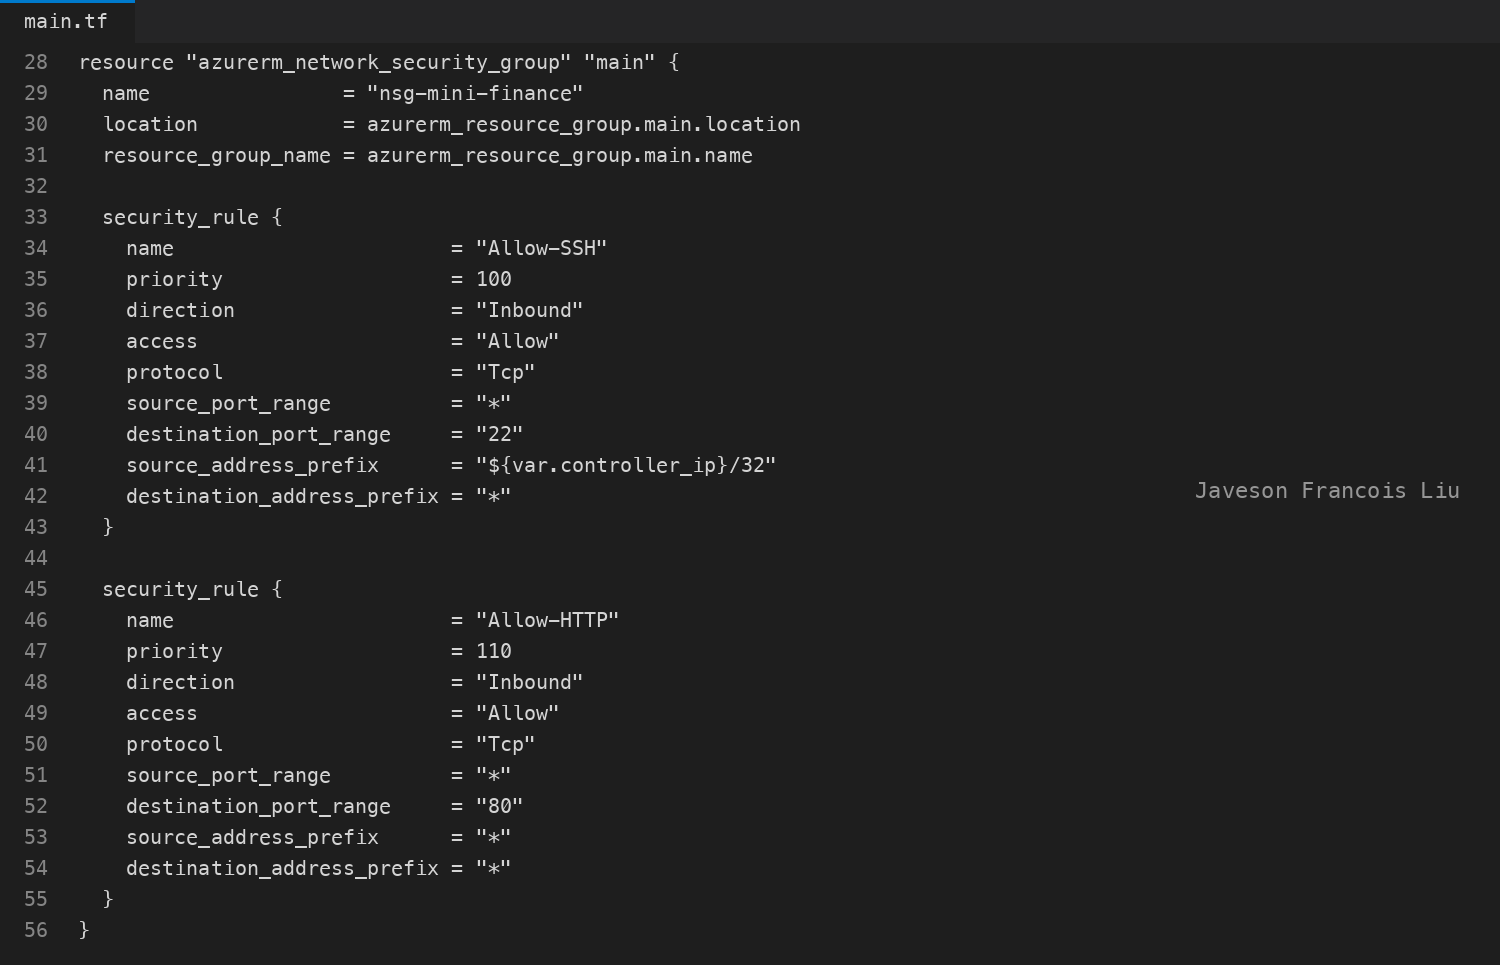 main.tf
28 resource "azurerm_network_security_group" "main" {
29   name                = "nsg-mini-finance"
30   location            = azurerm_resource_group.main.location
31   resource_group_name = azurerm_resource_group.main.name
32
33   security_rule {
34     name                       = "Allow-SSH"
35     priority                   = 100
36     direction                  = "Inbound"
37     access                     = "Allow"
38     protocol                   = "Tcp"
39     source_port_range          = "*"
40     destination_port_range     = "22"
41     source_address_prefix      = "${var.controller_ip}/32"
42     destination_address_prefix = "*"
Javeson Francois Liu
43   }
44
45   security_rule {
46     name                       = "Allow-HTTP"
47     priority                   = 110
48     direction                  = "Inbound"
49     access                     = "Allow"
50     protocol                   = "Tcp"
51     source_port_range          = "*"
52     destination_port_range     = "80"
53     source_address_prefix      = "*"
54     destination_address_prefix = "*"
55   }
56 }